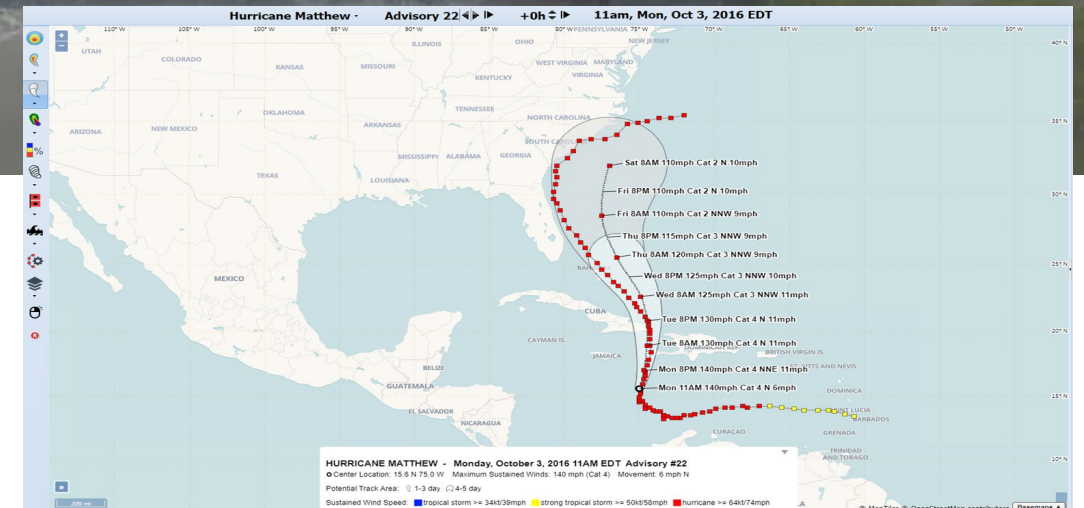 Hurricane Matthew - Advisory 22 +0h 11am, Mon, Oct 3, 2016 EDT
110° W 105° W 100° W 95° W 90° W 85° W 80° W 75° W 70° W 65° W 60° W 55° W 50° W
PENNSYLVANIA
OHIO NEW JERSEY
UTAH ILLINOIS 40° N
COLORADO WEST VIRGINIA MARYLAND
KANSAS MISSOURI
KENTUCKY VIRGINIA
TENNESSEE
OKLAHOMA NORTH CAROLINA 35° N
ARIZONA NEW MEXICO ARKANSAS
SOUTH CAROLINA
MISSISSIPPI ALABAMA GEORGIA
Sat 8AM 110mph Cat 2 N 10mph
TEXAS LOUISIANA
Fri 8PM 110mph Cat 2 N 10mph 30° N
Fri 8AM 110mph Cat 2 NNW 9mph
Thu 8PM 115mph Cat 3 NNW 9mph
Thu 8AM 120mph Cat 3 NNW 9mph
25° N
MEXICO Wed 8PM 125mph Cat 3 NNW 10mph
Wed 8AM 125mph Cat 3 NNW 11mph
CUBA
Tue 8PM 130mph Cat 4 N 11mph
20° N
CAYMAN IS. Tue 8AM 130mph Cat 4 N 11mph
JAMAICA BRITISH VIRGIN IS.
BELIZE Mon 8PM 140mph Cat 4 NNE 11mph ST. KITTS AND NEVIS
GUATEMALA Mon 11AM 140mph Cat 4 N 6mph DOMINICA
15° N
EL SALVADOR SAINT LUCIA
NICARAGUA BARBADOS
CURAÇAO GRENADA
TRINIDAD
AND TOBAGO
10° N
HURRICANE MATTHEW - Monday, October 3, 2016 11AM EDT Advisory #22
Center Location: 15.6 N 75.0 W Maximum Sustained Winds: 140 mph (Cat 4) Movement: 6 mph N
Potential Track Area: 1-3 day 4-5 day
Sustained Wind Speed: tropical storm >= 34kt/39mph strong tropical storm >= 50kt/58mph hurricane >= 64kt/74mph
200 mi
© MapTiler © OpenStreetMap contributors Basemaps